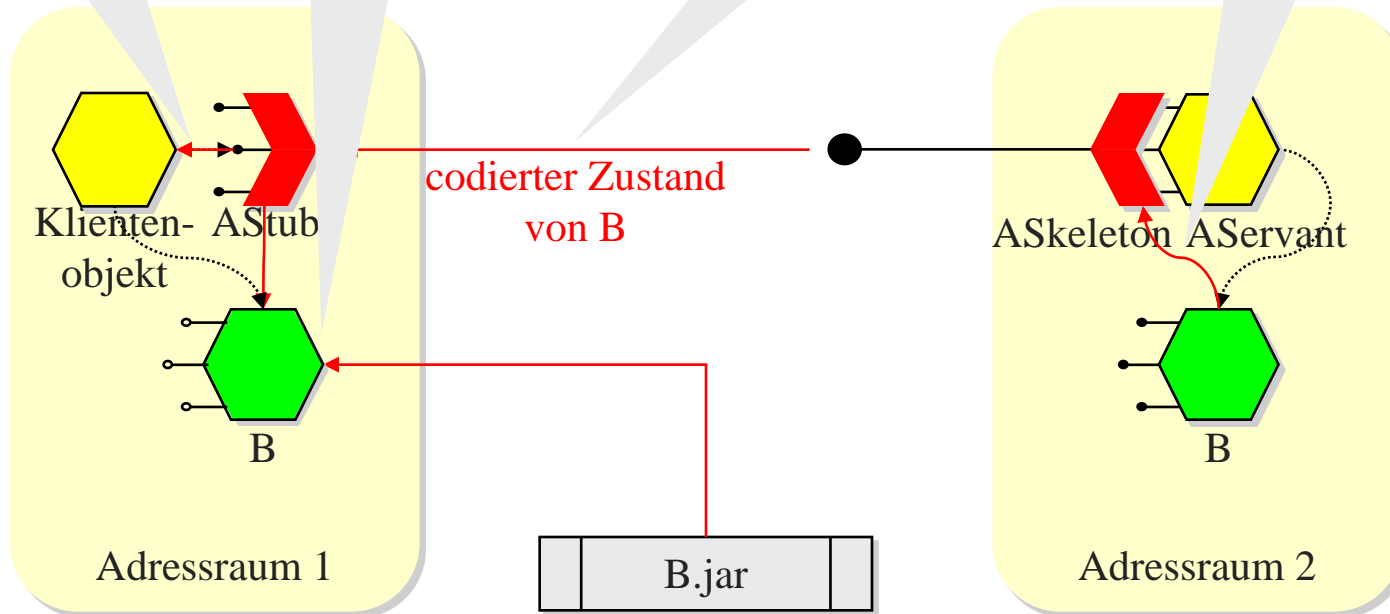 codierter Zustand
von B
Klienten- AStub
objekt
ASkeleton AServant
B
B
B.jar
Adressraum 1
Adressraum 2